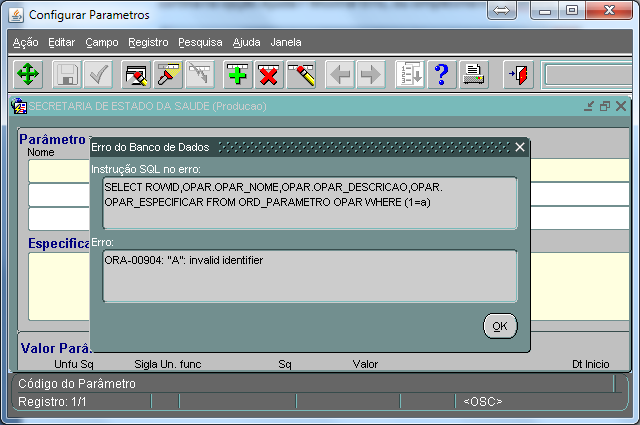 Configurar Parametros
Ação Editar Campo Registro Pesquisa Ajuda Janela
SECRETARIA DE ESTADO DA SAUDE (Producao)
Parâmetro
Nome
Erro do Banco de Dados
Instrução SQL no erro:
SELECT ROWID,OPAR.OPAR_NOME,OPAR.OPAR_DESCRICAO,OPAR.
OPAR_ESPECIFICAR FROM ORD_PARAMETRO OPAR WHERE (1=a)
Erro:
ORA-00904: "A": invalid identifier
OK
Especifica
Valor Parâ
Unfu Sq Sigla Un. func Sq Valor Dt Inicio
Código do Parâmetro
Registro: 1/1 <OSC>